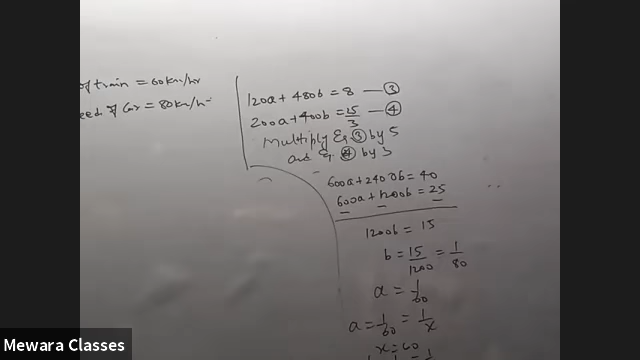 of train = 60km/hr
eed of Car = 80km/hr
120a + 480b = 8 — ③
200a + 400b = 25/3 — ④
Multiply Eq ③ by 5
and Eq ④ by 3
600a + 2400b = 40
600a + 1200b = 25
1200b = 15
b = 15/1200 = 1/80
a = 1/60
a = 1/60 = 1/x
x = 60
Mewara Classes